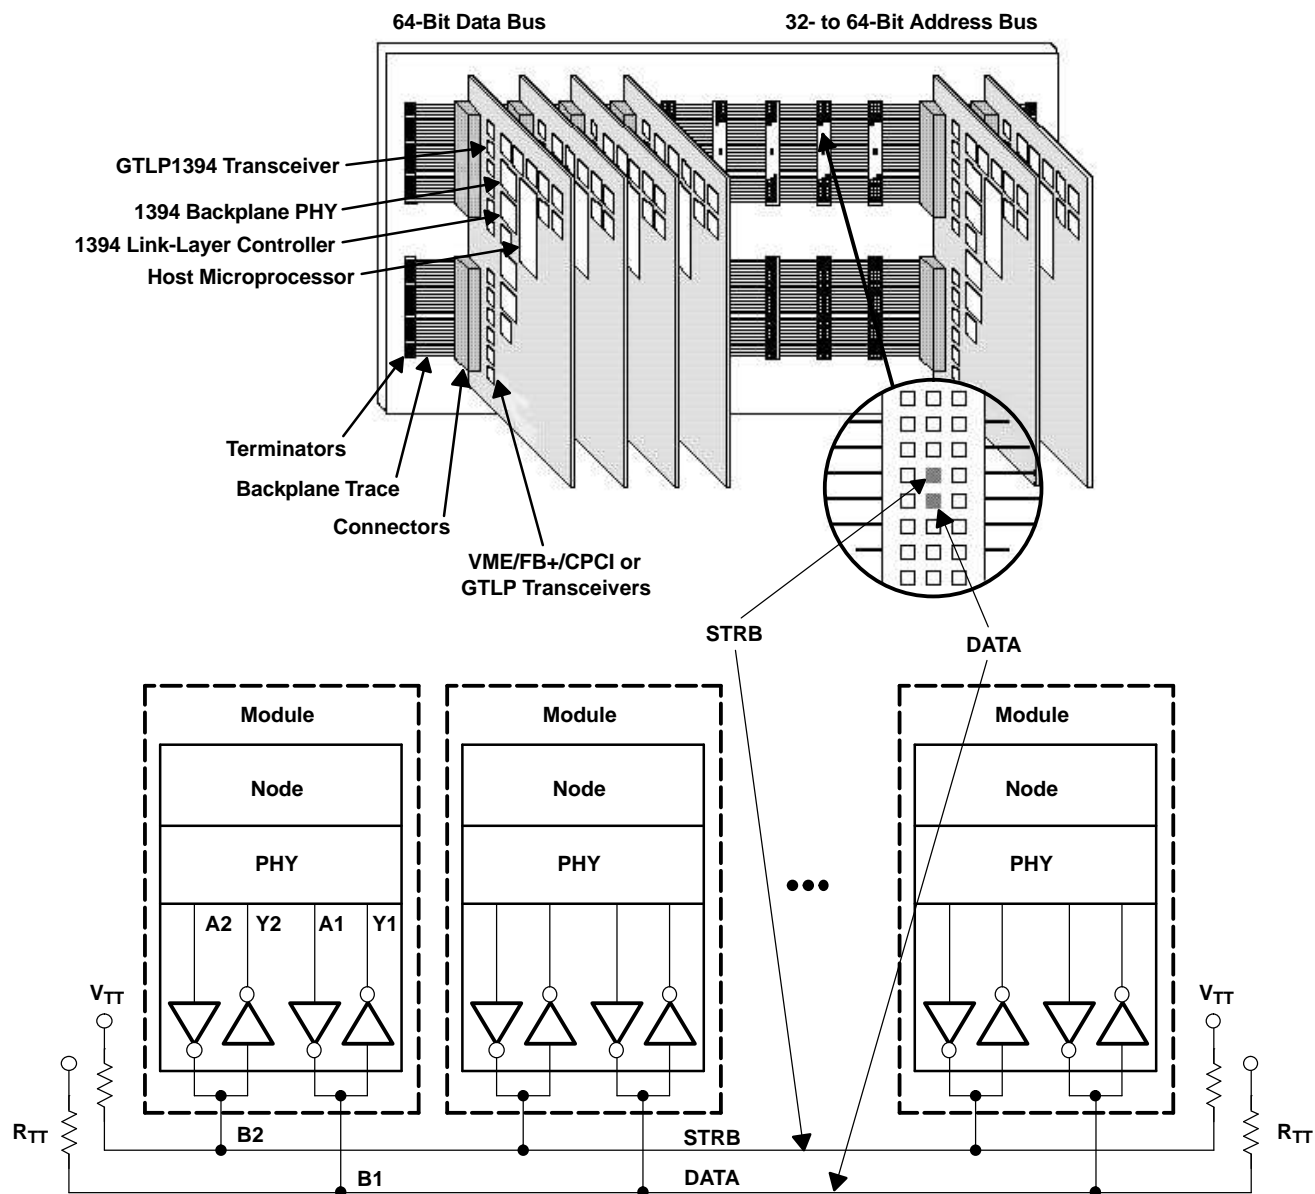 64-Bit Data Bus
32- to 64-Bit Address Bus
GTLP1394 Transceiver
1394 Backplane PHY
1394 Link-Layer Controller
Host Microprocessor
Terminators
Backplane Trace
Connectors
VME/FB+/CPCI or
GTLP Transceivers
STRB
DATA
Module
Module
Module
Node
Node
Node
PHY
PHY
PHY
A2
Y2
A1
Y1
VTT
VTT
RTT
RTT
B2
STRB
B1
DATA